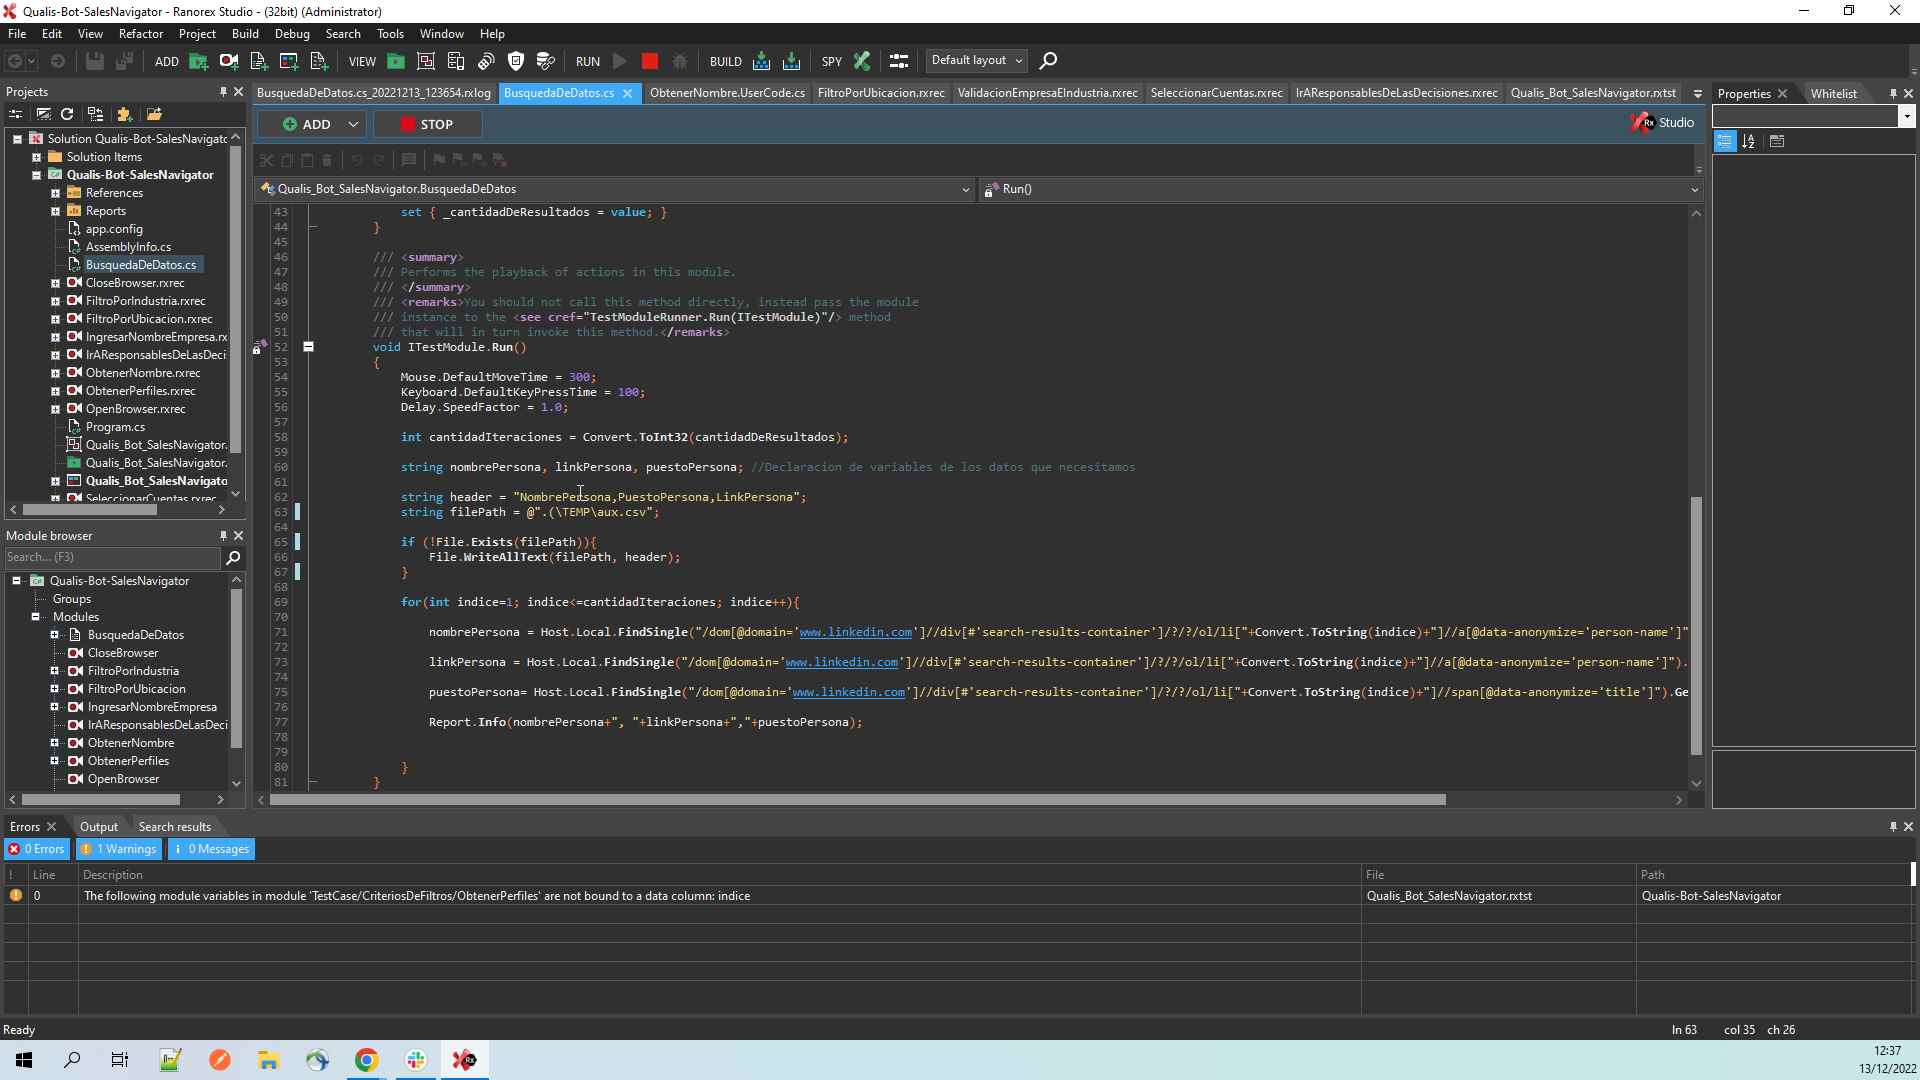 Qualis-Bot-SalesNavigator - Ranorex Studio - (32bit) (Administrator)
File Edit View Refactor Project Build Debug Search Tools Window Help
ADD VIEW RUN BUILD SPY Default layout
Projects
Solution Qualis-Bot-SalesNavigato
Solution Items
Qualis-Bot-SalesNavigator
References
Reports
app.config
AssemblyInfo.cs
BusquedaDeDatos.cs
CloseBrowser.rxrec
FiltroPorIndustria.rxrec
FiltroPorUbicacion.rxrec
IngresarNombreEmpresa.rx
IrAResponsablesDeLasDeci
ObtenerNombre.rxrec
ObtenerPerfiles.rxrec
OpenBrowser.rxrec
Program.cs
Qualis_Bot_SalesNavigator.
Qualis_Bot_SalesNavigator.
Qualis_Bot_SalesNavigator
SeleccionarCuentas.rxrec
Module browser
Search... (F3)
Qualis-Bot-SalesNavigator
Groups
Modules
BusquedaDeDatos
CloseBrowser
FiltroPorIndustria
FiltroPorUbicacion
IngresarNombreEmpresa
IrAResponsablesDeLasDeci
ObtenerNombre
ObtenerPerfiles
OpenBrowser
BusquedaDeDatos.cs_20221213_123654.rxlog BusquedaDeDatos.cs ObtenerNombre.UserCode.cs FiltroPorUbicacion.rxrec ValidacionEmpresaEIndustria.rxrec SeleccionarCuentas.rxrec IrAResponsablesDeLasDecisiones.rxrec Qualis_Bot_SalesNavigator.rxtst
ADD STOP Rx Studio
Qualis_Bot_SalesNavigator.BusquedaDeDatos Run()
43 set { _cantidadDeResultados = value; }
44 }
45
46 /// <summary>
47 /// Performs the playback of actions in this module.
48 /// </summary>
49 /// <remarks>You should not call this method directly, instead pass the module
50 /// instance to the <see cref="TestModuleRunner.Run(ITestModule)"/> method
51 /// that will in turn invoke this method.</remarks>
52 void ITestModule.Run()
53 {
54 Mouse.DefaultMoveTime = 300;
55 Keyboard.DefaultKeyPressTime = 100;
56 Delay.SpeedFactor = 1.0;
57
58 int cantidadIteraciones = Convert.ToInt32(cantidadDeResultados);
59
60 string nombrePersona, linkPersona, puestoPersona; //Declaracion de variables de los datos que necesitamos
61
62 string header = "NombrePersona,PuestoPersona,LinkPersona";
63 string filePath = @".(\TEMP\aux.csv";
64
65 if (!File.Exists(filePath)){
66 File.WriteAllText(filePath, header);
67 }
68
69 for(int indice=1; indice<=cantidadIteraciones; indice++){
70
71 nombrePersona = Host.Local.FindSingle("/dom[@domain='www.linkedin.com']//div[#'search-results-container']/?/?/ol/li["+Convert.ToString(indice)+"]//a[@data-anonymize='person-name']"
72
73 linkPersona = Host.Local.FindSingle("/dom[@domain='www.linkedin.com']//div[#'search-results-container']/?/?/ol/li["+Convert.ToString(indice)+"]//a[@data-anonymize='person-name']").
74
75 puestoPersona= Host.Local.FindSingle("/dom[@domain='www.linkedin.com']//div[#'search-results-container']/?/?/ol/li["+Convert.ToString(indice)+"]//span[@data-anonymize='title']").Ge
76
77 Report.Info(nombrePersona+", "+linkPersona+","+puestoPersona);
78
79
80 }
81 }
Properties Whitelist
Errors Output Search results
0 Errors 1 Warnings 0 Messages
! Line Description File Path
0 The following module variables in module 'TestCase/CriteriosDeFiltros/ObtenerPerfiles' are not bound to a data column: indice Qualis_Bot_SalesNavigator.rxtst Qualis-Bot-SalesNavigator
Ready ln 63 col 35 ch 26
12:37
13/12/2022